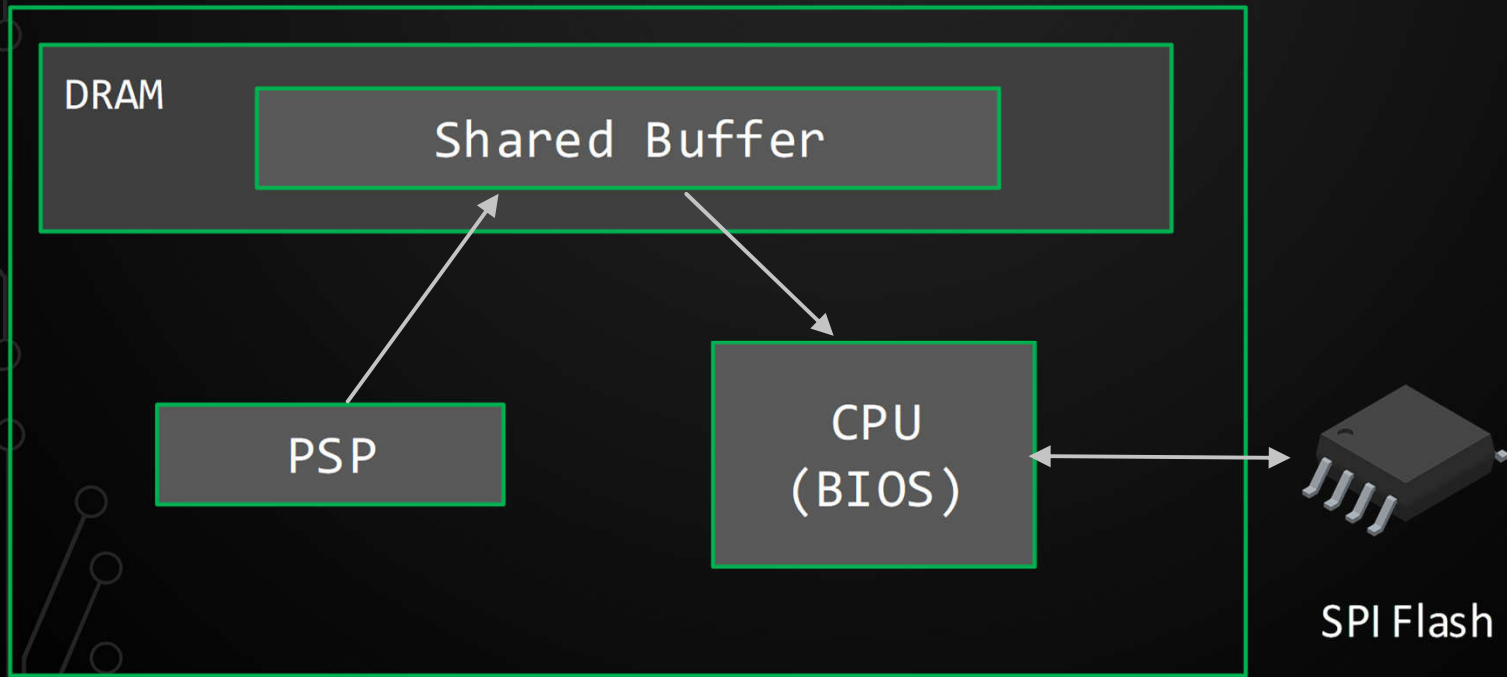 DRAM
Shared Buffer
PSP
CPU
(BIOS)
SPI Flash